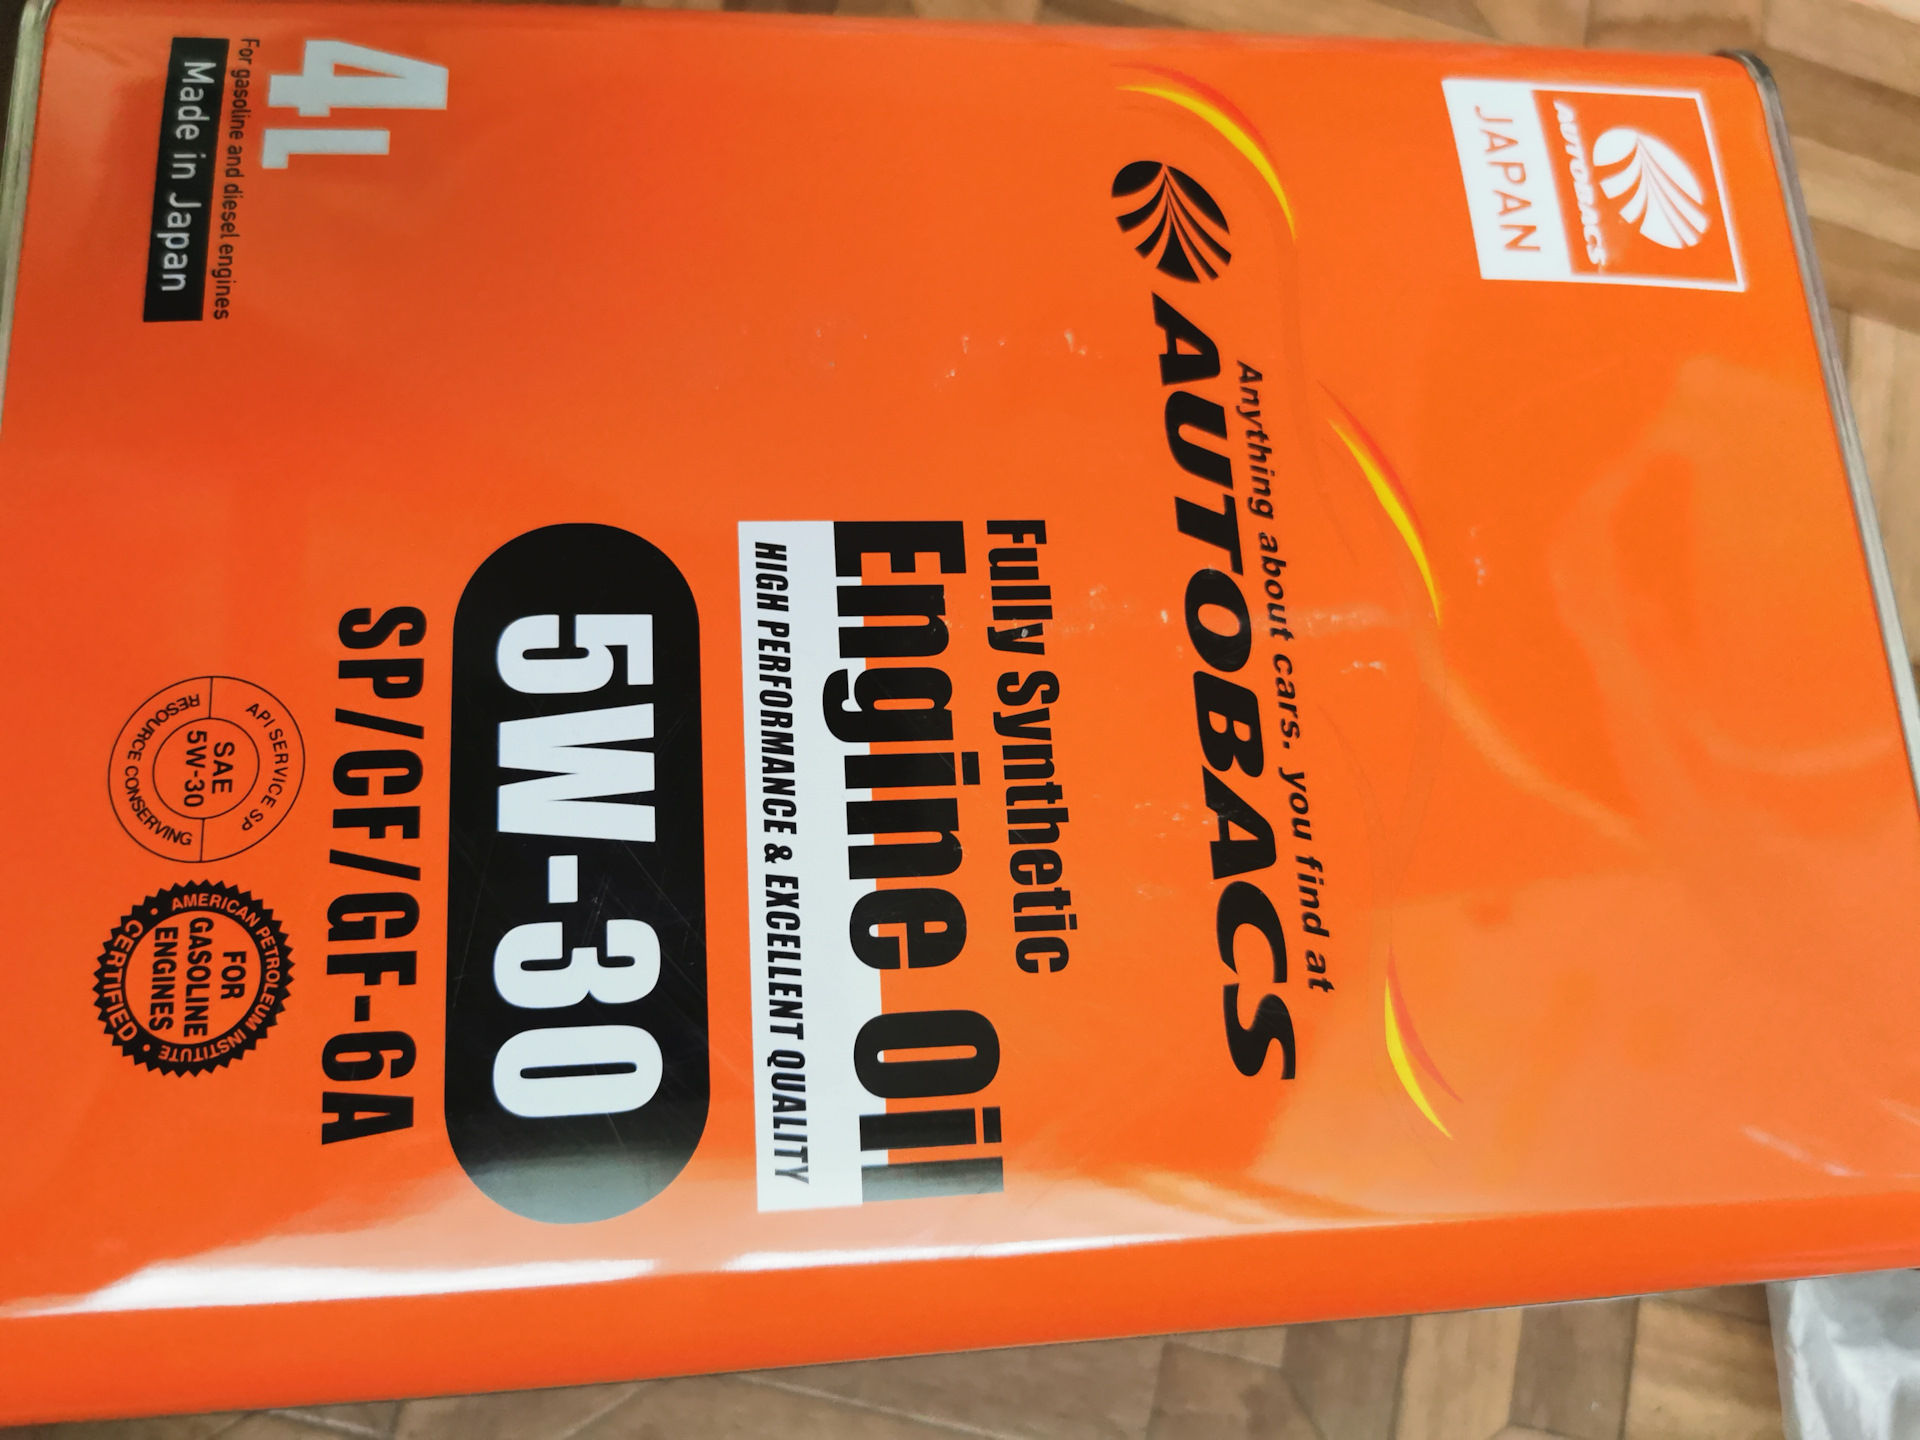 AUTOBACS
JAPAN
Anything about cars. you find at
AUTOBACS
Fully Synthetic
Engine Oil
HIGH PERFORMANCE & EXCELLENT QUALITY
5W-30
SP/CF/GF-6A
4L
For gasoline and diesel engines
Made in Japan
API SERVICE SP
SAE
5W-30
RESOURCE CONSERVING
AMERICAN PETROLEUM INSTITUTE
FOR
GASOLINE
ENGINES
CERTIFIED